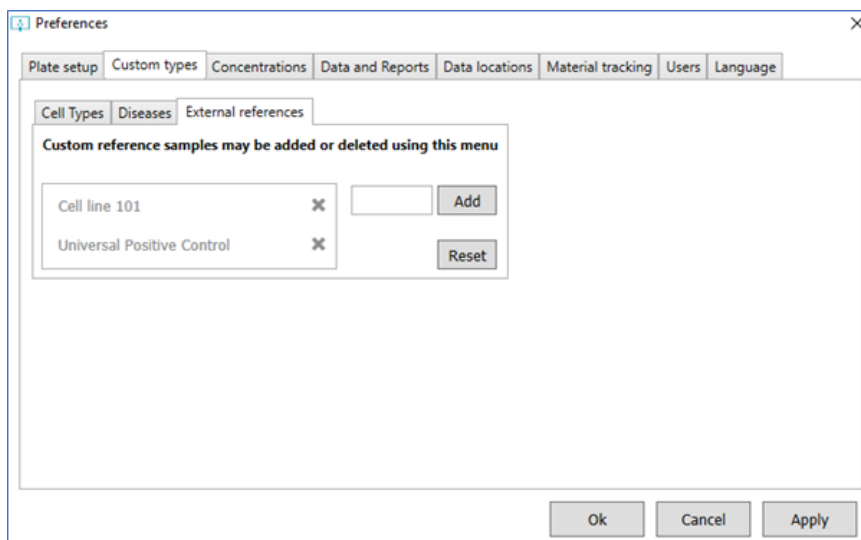 Preferences
Plate setup Custom types Concentrations Data and Reports Data locations Material tracking Users Language
Cell Types Diseases External references
Custom reference samples may be added or deleted using this menu
Cell line 101 Add
Universal Positive Control Reset
Ok Cancel Apply